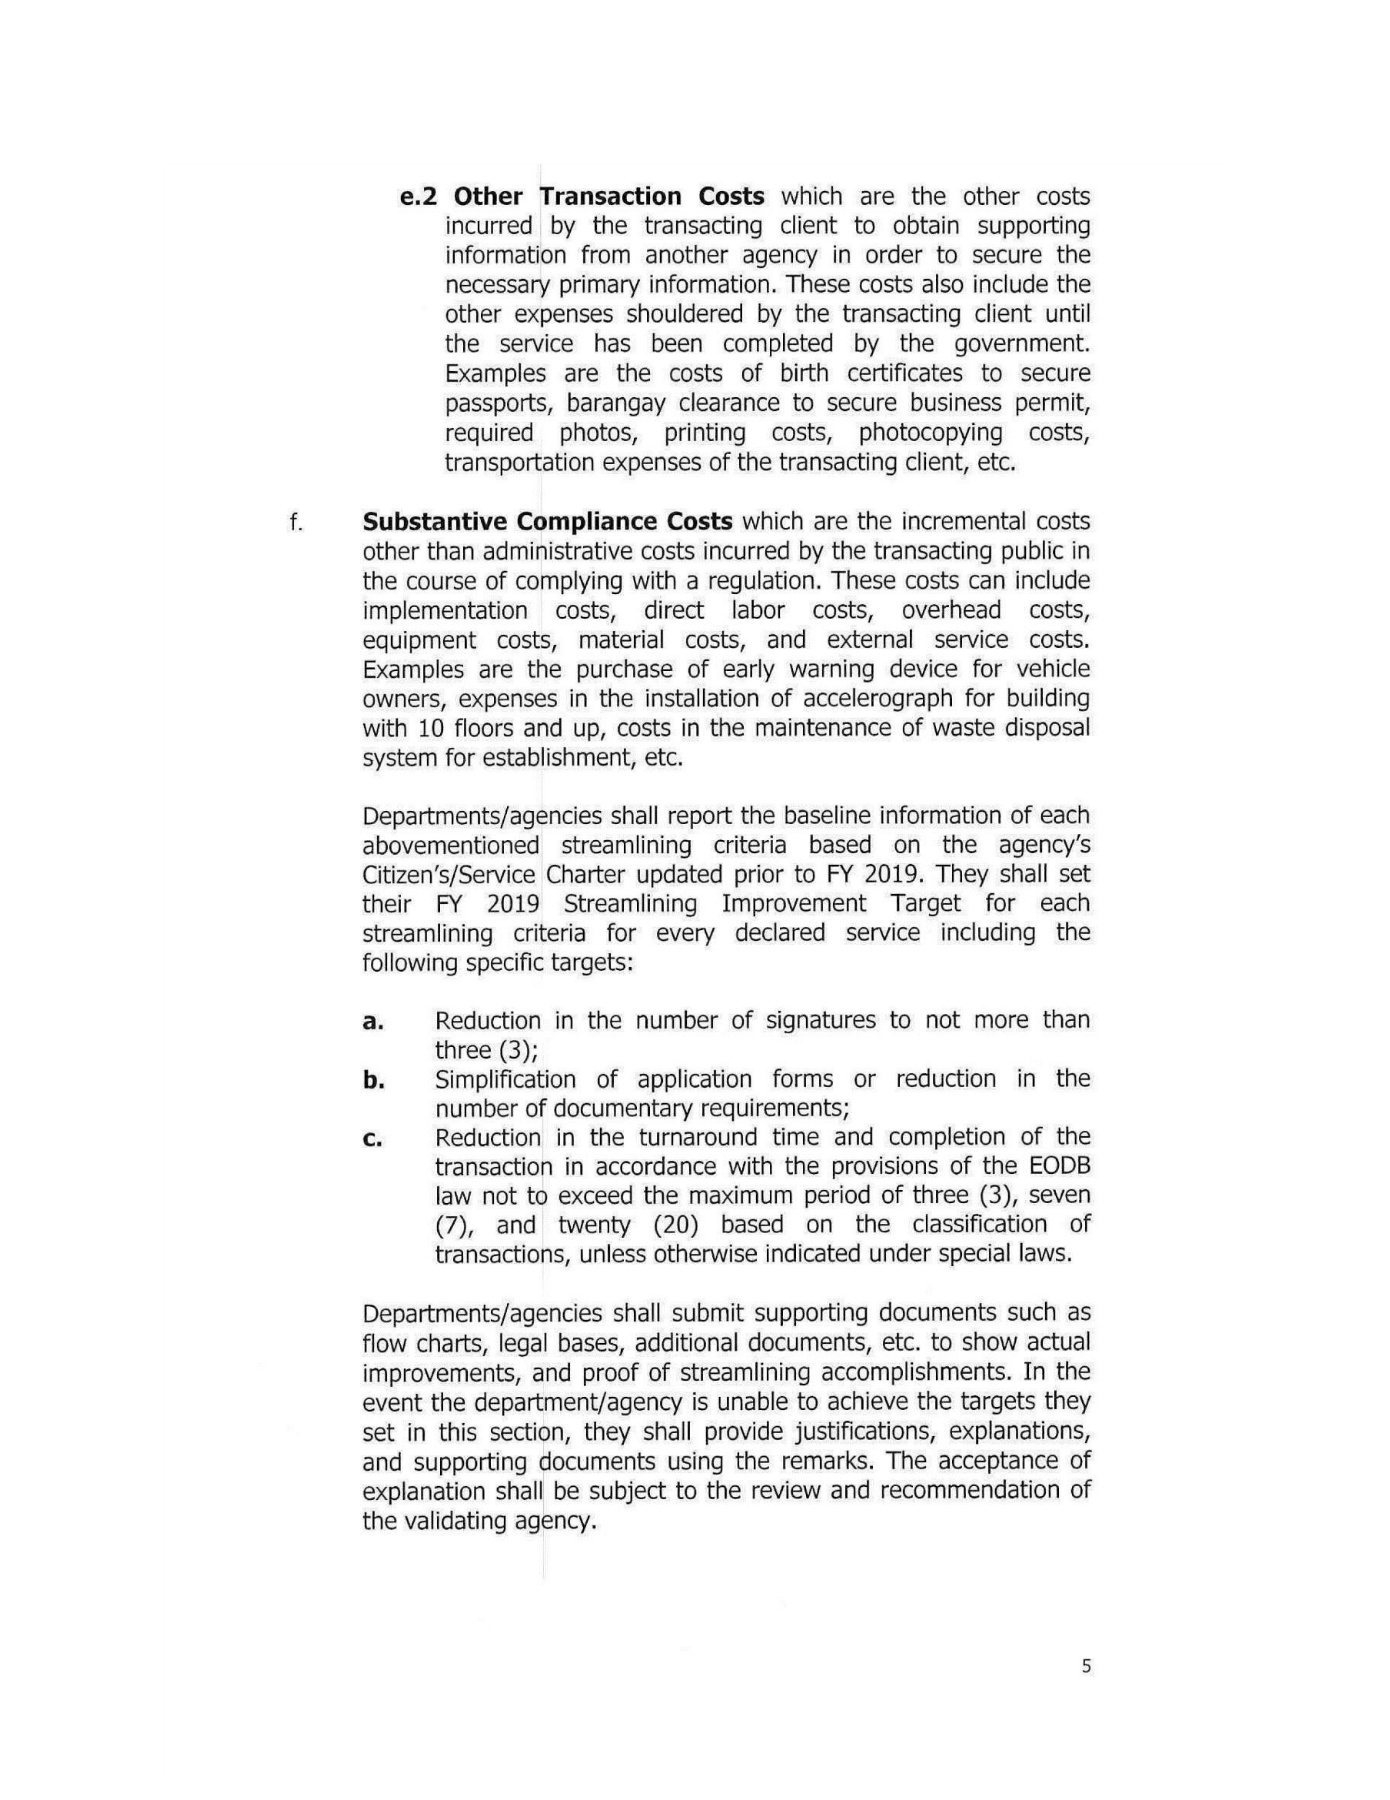 e.2 Other Transaction Costs which are the other costs
incurred by the transacting client to obtain supporting
information from another agency in order to secure the
necessary primary information. These costs also include the
other expenses shouldered by the transacting client until
the service has been completed by the government.
Examples are the costs of birth certificates to secure
passports, barangay clearance to secure business permit,
required photos, printing costs, photocopying costs,
transportation expenses of the transacting client, etc.
f. Substantive Compliance Costs which are the incremental costs
other than administrative costs incurred by the transacting public in
the course of complying with a regulation. These costs can include
implementation costs, direct labor costs, overhead costs,
equipment costs, material costs, and external service costs.
Examples are the purchase of early warning device for vehicle
owners, expenses in the installation of accelerograph for building
with 10 floors and up, costs in the maintenance of waste disposal
system for establishment, etc.
Departments/agencies shall report the baseline information of each
abovementioned streamlining criteria based on the agency's
Citizen's/Service Charter updated prior to FY 2019. They shall set
their FY 2019 Streamlining Improvement Target for each
streamlining criteria for every declared service including the
following specific targets:
a. Reduction in the number of signatures to not more than
three (3);
b. Simplification of application forms or reduction in the
number of documentary requirements;
c. Reduction in the turnaround time and completion of the
transaction in accordance with the provisions of the EODB
law not to exceed the maximum period of three (3), seven
(7), and twenty (20) based on the classification of
transactions, unless otherwise indicated under special laws.
Departments/agencies shall submit supporting documents such as
flow charts, legal bases, additional documents, etc. to show actual
improvements, and proof of streamlining accomplishments. In the
event the department/agency is unable to achieve the targets they
set in this section, they shall provide justifications, explanations,
and supporting documents using the remarks. The acceptance of
explanation shall be subject to the review and recommendation of
the validating agency.
5